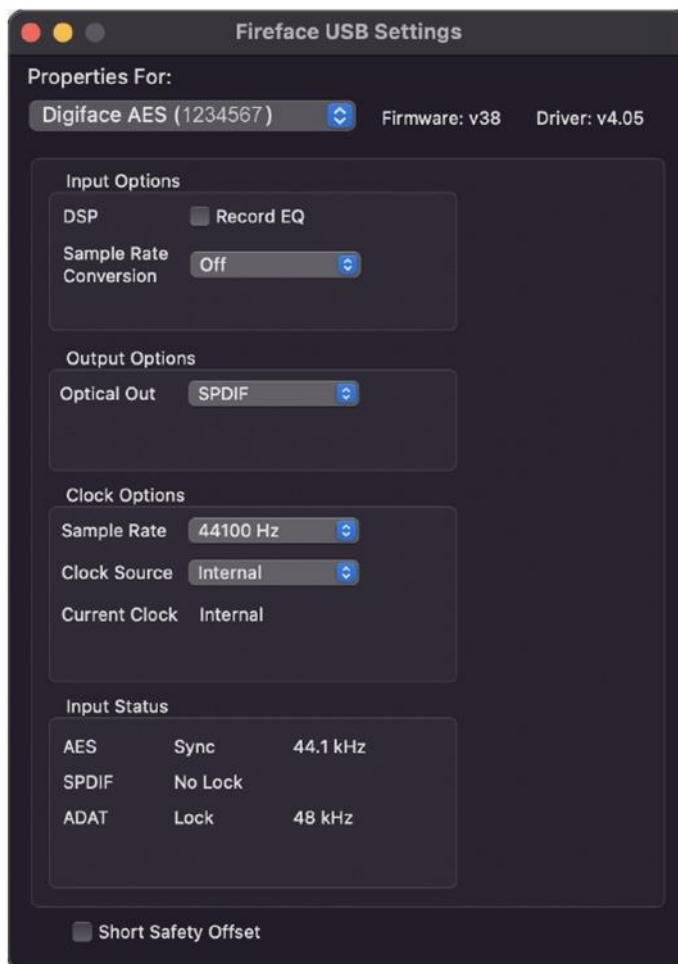 Fireface USB Settings
Properties For:
Digiface AES (1234567) Firmware: v38 Driver: v4.05
Input Options
DSP Record EQ
Sample Rate
Conversion Off
Output Options
Optical Out SPDIF
Clock Options
Sample Rate 44100 Hz
Clock Source Internal
Current Clock Internal
Input Status
AES Sync 44.1 kHz
SPDIF No Lock
ADAT Lock 48 kHz
Short Safety Offset